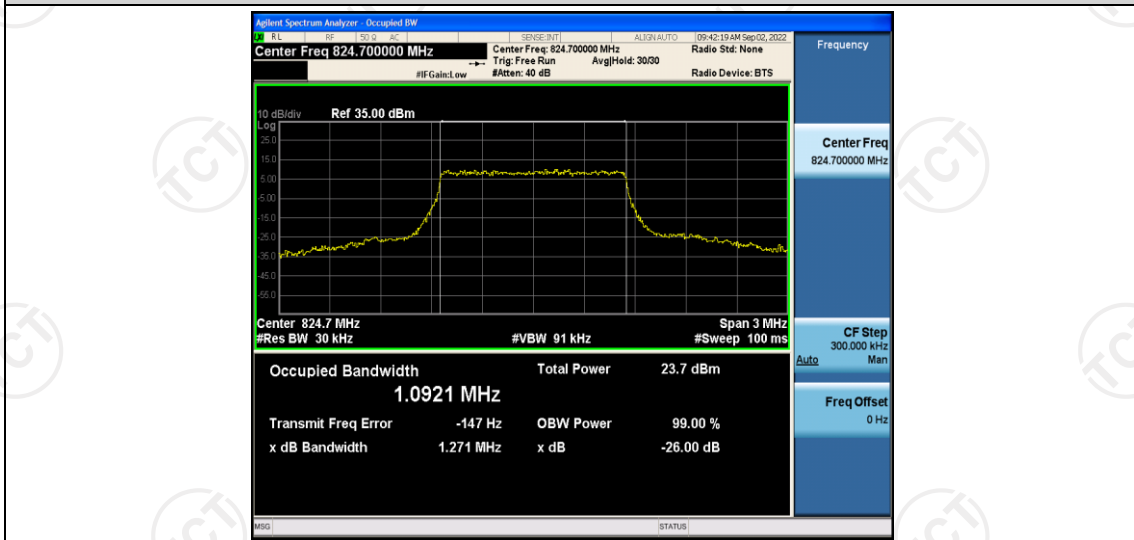 Agilent Spectrum Analyzer - Occupied BW
LXI RL RF 50 Ω AC SENSE:INT ALIGN AUTO 09:42:19 AM Sep 02, 2022
Center Freq 824.700000 MHz
Center Freq: 824.700000 MHz Radio Std: None
Trig: Free Run Avg|Hold: 30/30
#IFGain:Low #Atten: 40 dB Radio Device: BTS
Frequency
10 dB/div Ref 35.00 dBm
Log
25.0
15.0
5.00
-5.00
-15.0
-25.0
-35.0
-45.0
-55.0
Center 824.7 MHz Span 3 MHz
#Res BW 30 kHz #VBW 91 kHz #Sweep 100 ms
Occupied Bandwidth Total Power 23.7 dBm
1.0921 MHz
Transmit Freq Error -147 Hz OBW Power 99.00 %
x dB Bandwidth 1.271 MHz x dB -26.00 dB
Center Freq
824.700000 MHz
CF Step
300.000 kHz
Auto Man
Freq Offset
0 Hz
MSG STATUS
TCT
TCT
TCT
TCT
TCT
TCT